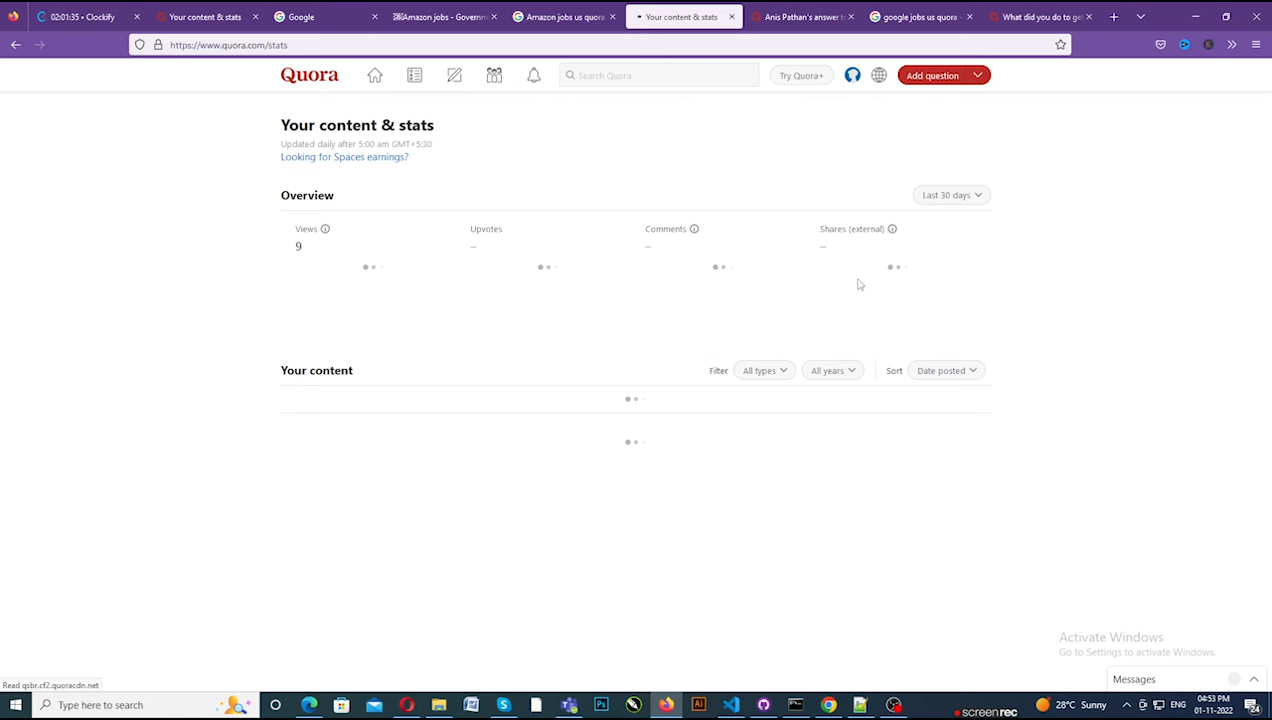 02:01:35 • Clockify
Your content & stats
Google
Amazon jobs - Governm
Amazon jobs us quora
Your content & stats
Anis Pathan's answer to
google jobs us quora -
What did you do to ge
https://www.quora.com/stats
Quora
Search Quora
Try Quora+
Add question
Your content & stats
Updated daily after 5:00 am GMT+5:30
Looking for Spaces earnings?
Overview
Last 30 days
Views
Upvotes
Comments
Shares (external)
9
–
–
–
Your content
Filter
All types
All years
Sort
Date posted
Activate Windows
Go to Settings to activate Windows.
Messages
Read qsbr.cf2.quoracdn.net
Type here to search
screenrec
28°C Sunny
04:53 PM
01-11-2022
24